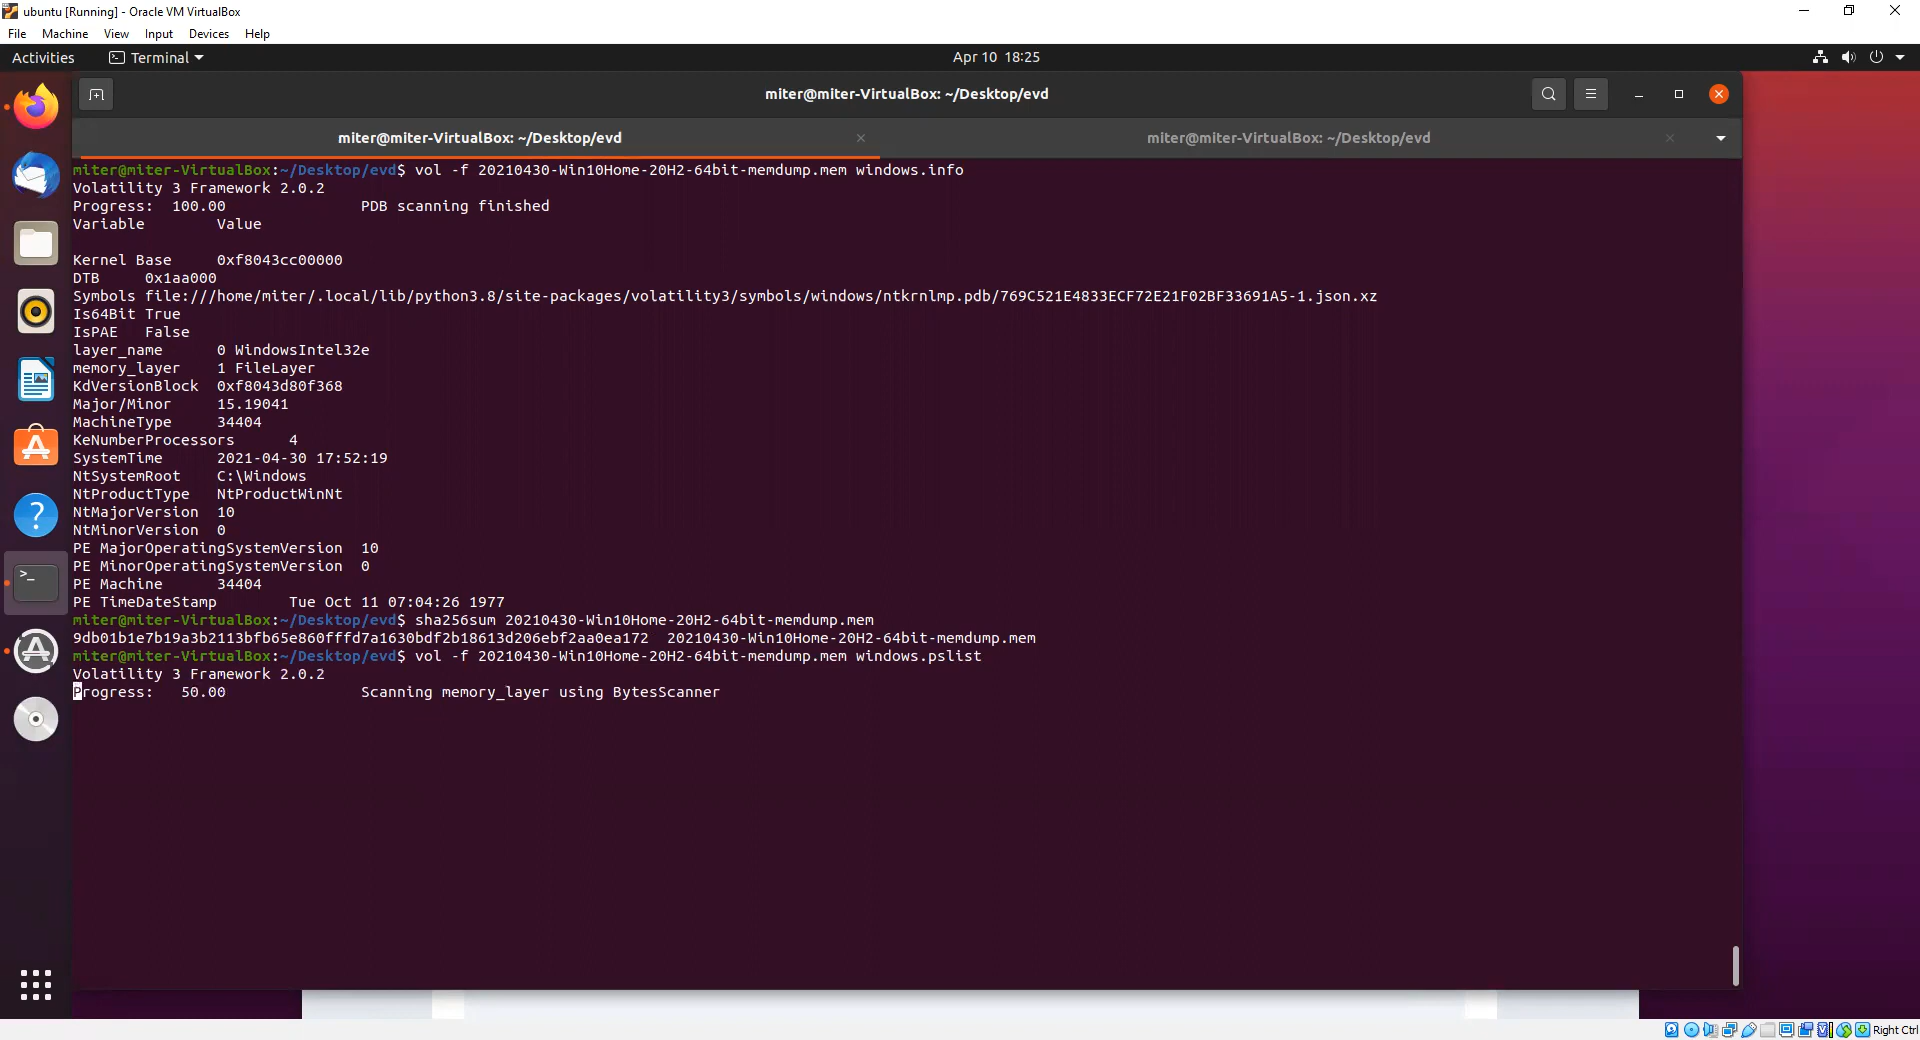 ubuntu [Running] - Oracle VM VirtualBox
File Machine View Input Devices Help
Activities Terminal Apr 10 18:25
miter@miter-VirtualBox: ~/Desktop/evd
miter@miter-VirtualBox: ~/Desktop/evd miter@miter-VirtualBox: ~/Desktop/evd
miter@miter-VirtualBox:~/Desktop/evd$ vol -f 20210430-Win10Home-20H2-64bit-memdump.mem windows.info
Volatility 3 Framework 2.0.2
Progress: 100.00 PDB scanning finished
Variable Value
Kernel Base 0xf8043cc00000
DTB 0x1aa000
Symbols file:///home/miter/.local/lib/python3.8/site-packages/volatility3/symbols/windows/ntkrnlmp.pdb/769C521E4833ECF72E21F02BF33691A5-1.json.xz
Is64Bit True
IsPAE False
layer_name 0 WindowsIntel32e
memory_layer 1 FileLayer
KdVersionBlock 0xf8043d80f368
Major/Minor 15.19041
MachineType 34404
KeNumberProcessors 4
SystemTime 2021-04-30 17:52:19
NtSystemRoot C:\Windows
NtProductType NtProductWinNt
NtMajorVersion 10
NtMinorVersion 0
PE MajorOperatingSystemVersion 10
PE MinorOperatingSystemVersion 0
PE Machine 34404
PE TimeDateStamp Tue Oct 11 07:04:26 1977
miter@miter-VirtualBox:~/Desktop/evd$ sha256sum 20210430-Win10Home-20H2-64bit-memdump.mem
9db01b1e7b19a3b2113bfb65e860fffd7a1630bdf2b18613d206ebf2aa0ea172 20210430-Win10Home-20H2-64bit-memdump.mem
miter@miter-VirtualBox:~/Desktop/evd$ vol -f 20210430-Win10Home-20H2-64bit-memdump.mem windows.pslist
Volatility 3 Framework 2.0.2
Progress: 50.00 Scanning memory_layer using BytesScanner
Right Ctrl